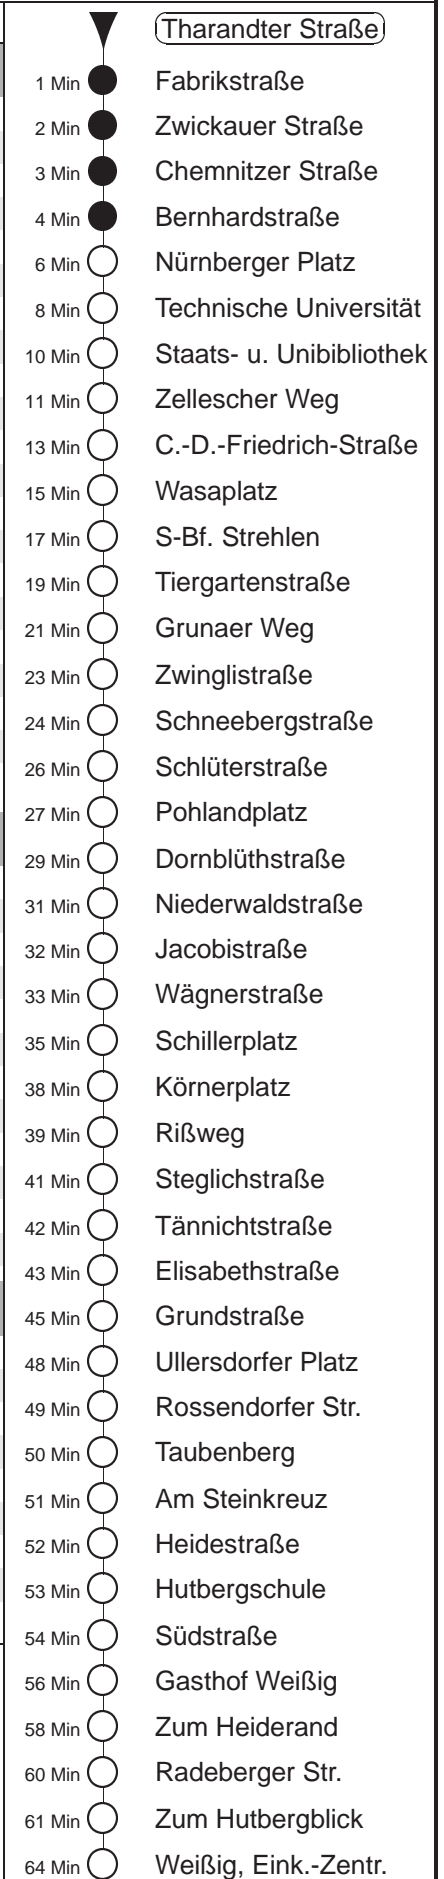 Tharandter Straße
1 Min Fabrikstraße
2 Min Zwickauer Straße
3 Min Chemnitzer Straße
4 Min Bernhardstraße
6 Min Nürnberger Platz
8 Min Technische Universität
10 Min Staats- u. Unibibliothek
11 Min Zellescher Weg
13 Min C.-D.-Friedrich-Straße
15 Min Wasaplatz
17 Min S-Bf. Strehlen
19 Min Tiergartenstraße
21 Min Grunaer Weg
23 Min Zwinglistraße
24 Min Schneebergstraße
26 Min Schlüterstraße
27 Min Pohlandplatz
29 Min Dornblüthstraße
31 Min Niederwaldstraße
32 Min Jacobistraße
33 Min Wägnerstraße
35 Min Schillerplatz
38 Min Körnerplatz
39 Min Rißweg
41 Min Steglichstraße
42 Min Tännichtstraße
43 Min Elisabethstraße
45 Min Grundstraße
48 Min Ullersdorfer Platz
49 Min Rossendorfer Str.
50 Min Taubenberg
51 Min Am Steinkreuz
52 Min Heidestraße
53 Min Hutbergschule
54 Min Südstraße
56 Min Gasthof Weißig
58 Min Zum Heiderand
60 Min Radeberger Str.
61 Min Zum Hutbergblick
64 Min Weißig, Eink.-Zentr.